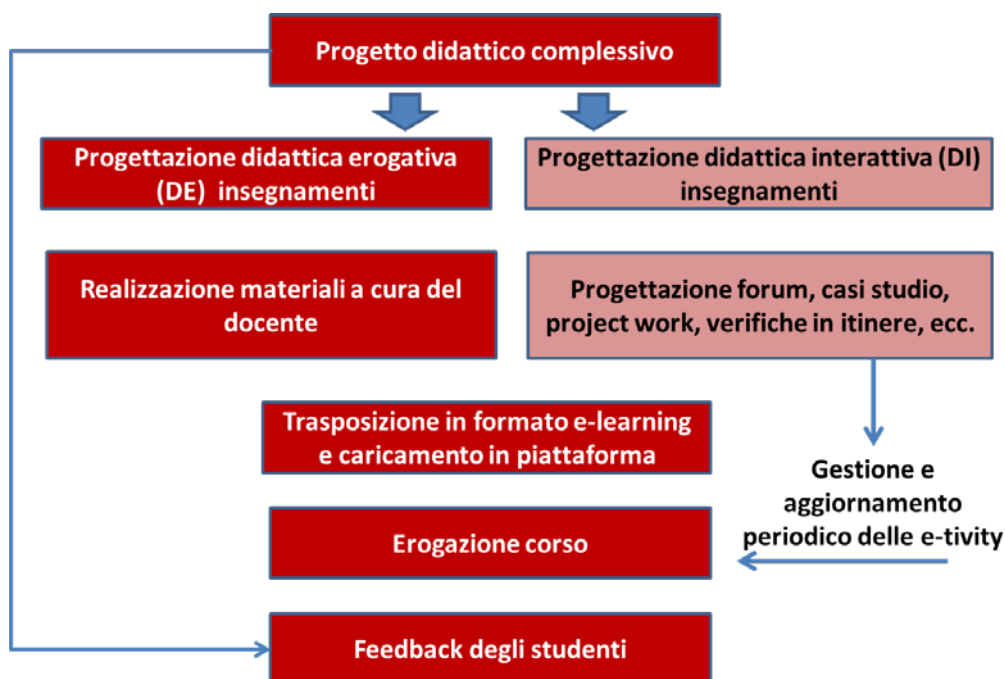 Progetto didattico complessivo
Progettazione didattica erogativa
(DE) insegnamenti
Progettazione didattica interattiva (DI)
insegnamenti
Realizzazione materiali a cura del
docente
Progettazione forum, casi studio,
project work, verifiche in itinere, ecc.
Trasposizione in formato e-learning
e caricamento in piattaforma
Gestione e
aggiornamento
periodico delle e-tivity
Erogazione corso
Feedback degli studenti